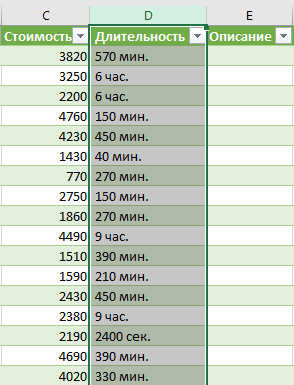 C D E
Стоимость Длительность Описание
3820 570 мин.
3250 6 час.
2200 6 час.
4760 150 мин.
4230 450 мин.
1430 40 мин.
770 270 мин.
2750 150 мин.
1860 270 мин.
4490 9 час.
1510 390 мин.
1590 210 мин.
2430 450 мин.
2380 9 час.
2190 2400 сек.
4690 390 мин.
4020 330 мин.